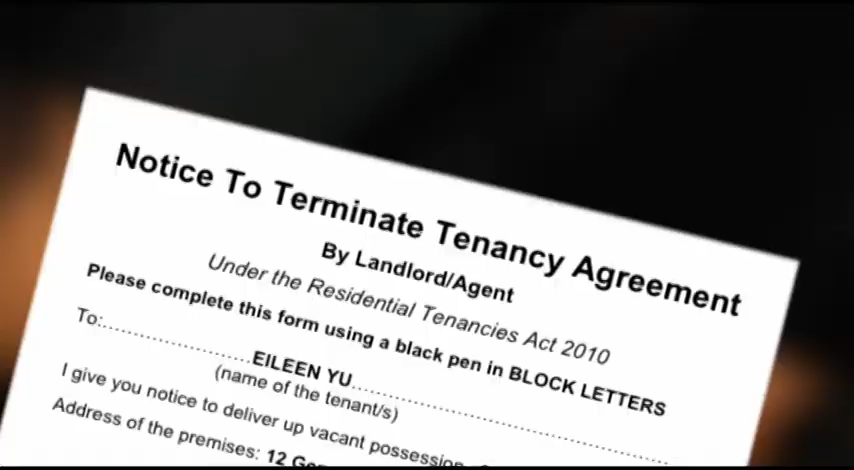 Notice To Terminate Tenancy Agreement
By Landlord/Agent
Under the Residential Tenancies Act 2010
Please complete this form using a black pen in BLOCK LETTERS
To:..............................EILEEN YU..............................................................
(name of the tenant/s)
I give you notice to deliver up vacant possession
Address of the premises: 12